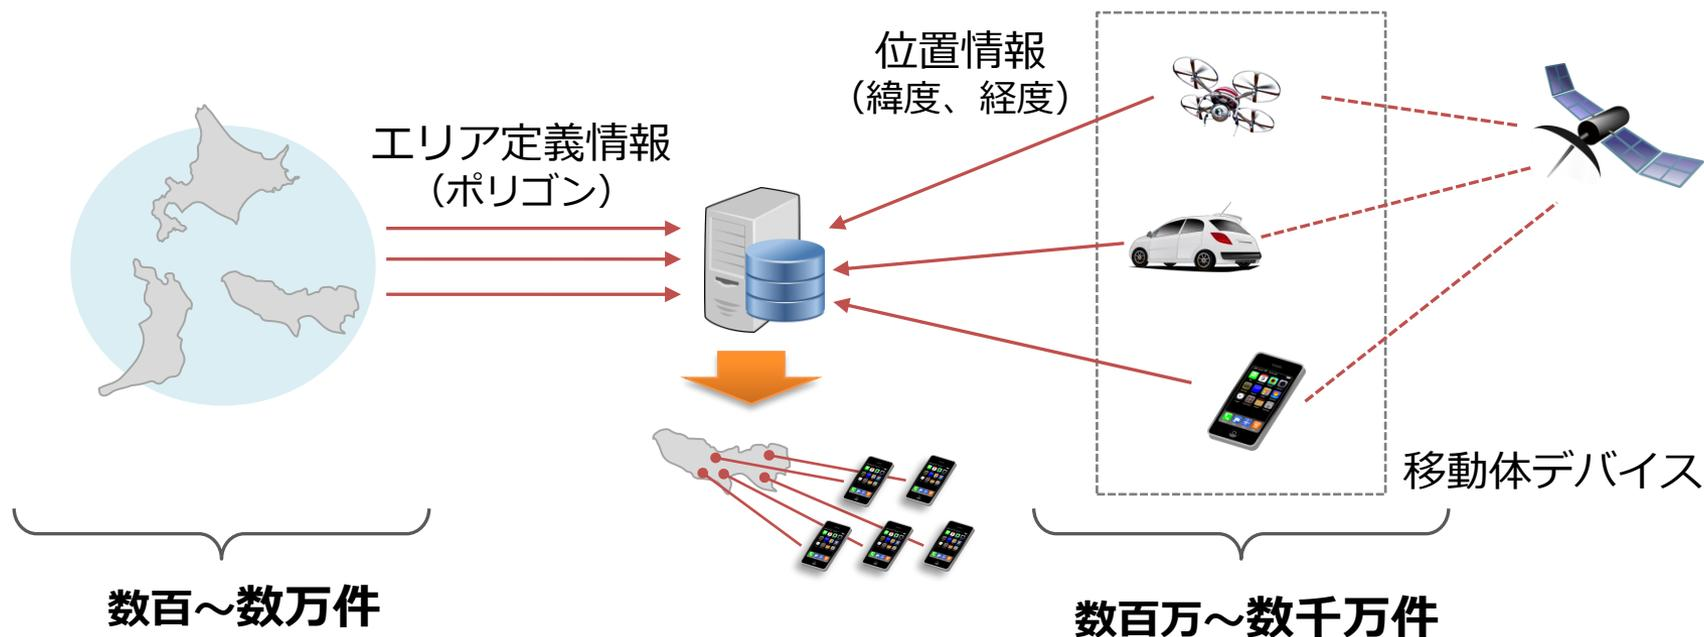 エリア定義情報
（ポリゴン）
位置情報
（緯度、経度）
移動体デバイス
数百～数万件
数百万～数千万件